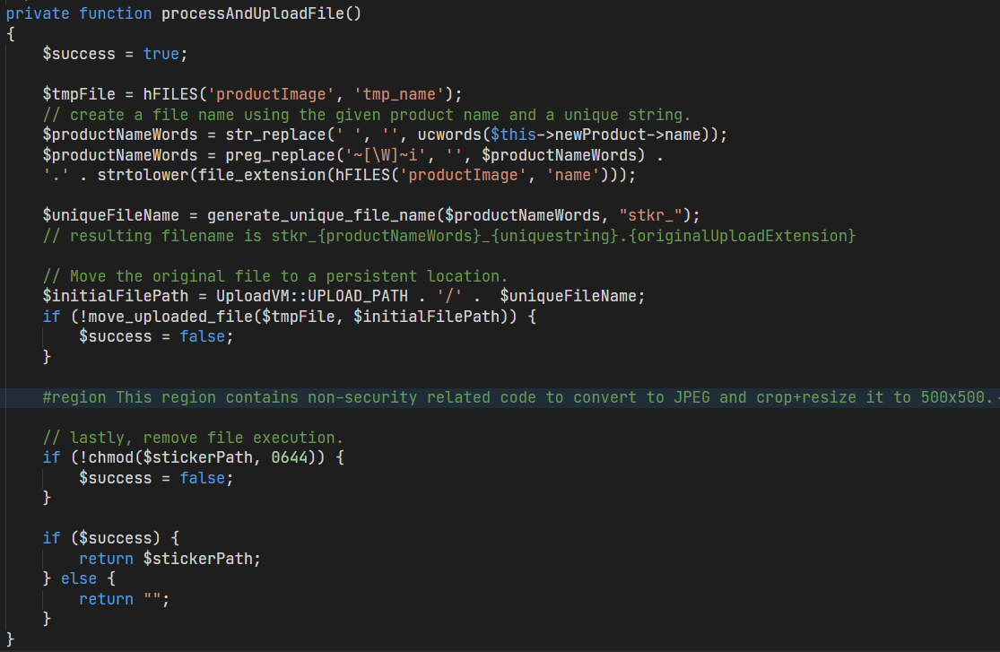 private function processAndUploadFile()
{
    $success = true;

    $tmpFile = hFILES('productImage', 'tmp_name');
    // create a file name using the given product name and a unique string.
    $productNameWords = str_replace(' ', '', ucwords($this->newProduct->name));
    $productNameWords = preg_replace('~[\W]~i', '', $productNameWords) .
    '.' . strtolower(file_extension(hFILES('productImage', 'name')));

    $uniqueFileName = generate_unique_file_name($productNameWords, "stkr_");
    // resulting filename is stkr_{productNameWords}_{uniquestring}.{originalUploadExtension}

    // Move the original file to a persistent location.
    $initialFilePath = UploadVM::UPLOAD_PATH . '/' .  $uniqueFileName;
    if (!move_uploaded_file($tmpFile, $initialFilePath)) {
        $success = false;
    }

    #region This region contains non-security related code to convert to JPEG and crop+resize it to 500x500.

    // lastly, remove file execution.
    if (!chmod($stickerPath, 0644)) {
        $success = false;
    }

    if ($success) {
        return $stickerPath;
    } else {
        return "";
    }
}